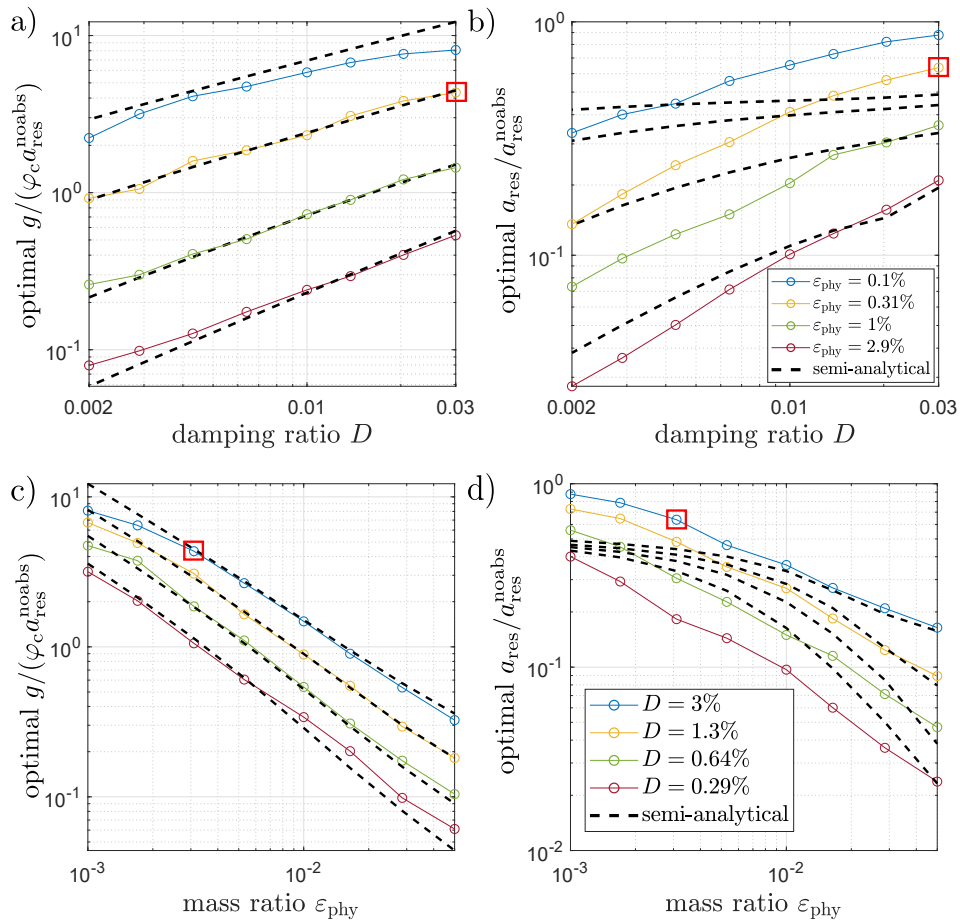 a)
optimal g/(φ_c a_res^noabs)
10^1
10^0
10^-1
0.002
0.01
0.03
damping ratio D
b)
optimal a_res/a_res^noabs
10^0
10^-1
ε_phy = 0.1%
ε_phy = 0.31%
ε_phy = 1%
ε_phy = 2.9%
semi-analytical
0.002
0.01
0.03
damping ratio D
c)
optimal g/(φ_c a_res^noabs)
10^1
10^0
10^-1
10^-3
10^-2
mass ratio ε_phy
d)
optimal a_res/a_res^noabs
10^0
10^-1
10^-2
D = 3%
D = 1.3%
D = 0.64%
D = 0.29%
semi-analytical
10^-3
10^-2
mass ratio ε_phy